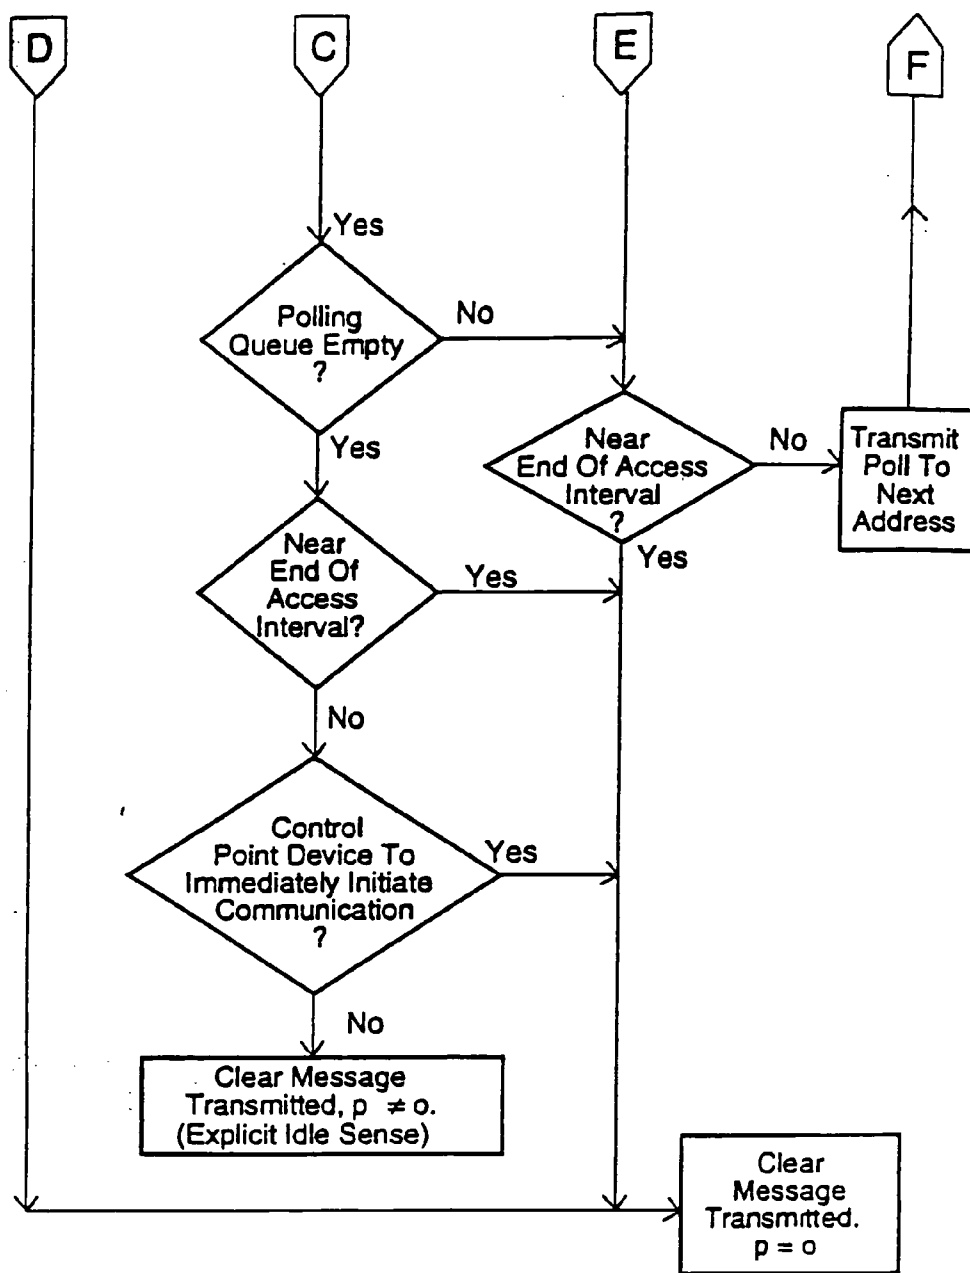 D
C
E
F
Yes
Polling
Queue Empty
?
No
Yes
Near
End Of Access
Interval
?
No
Transmit
Poll To
Next
Address
Yes
Near
End Of
Access
Interval?
Yes
No
Control
Point Device To
Immediately Initiate
Communication
?
Yes
No
Clear Message
Transmitted, p ≠ o.
(Explicit Idle Sense)
Clear
Message
Transmitted.
p = o